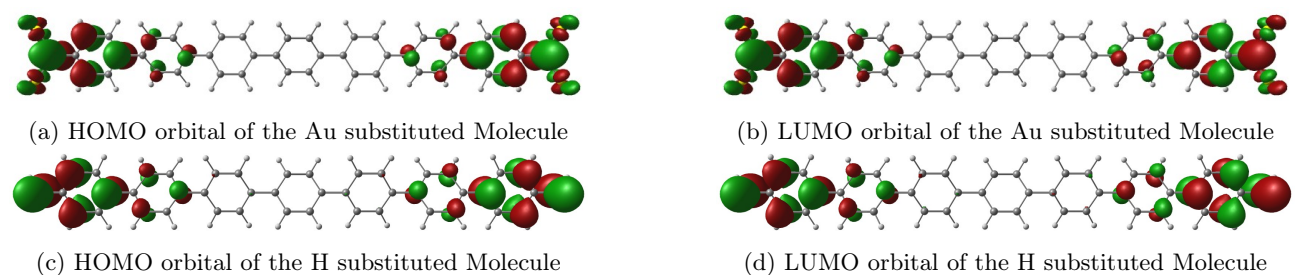 (a) HOMO orbital of the Au substituted Molecule
(b) LUMO orbital of the Au substituted Molecule
(c) HOMO orbital of the H substituted Molecule
(d) LUMO orbital of the H substituted Molecule